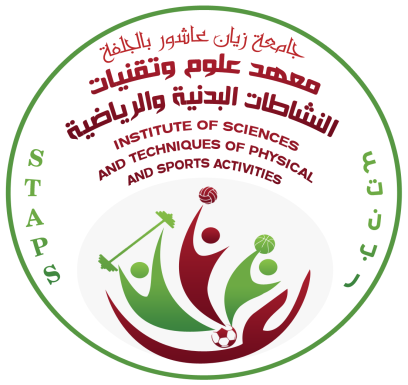 جامعة زيان عاشور بالجلفة
معهد علوم وتقنيات
النشاطات البدنية والرياضية
INSTITUTE OF SCIENCES
AND TECHNIQUES OF PHYSICAL
AND SPORTS ACTIVITIES
STAPS